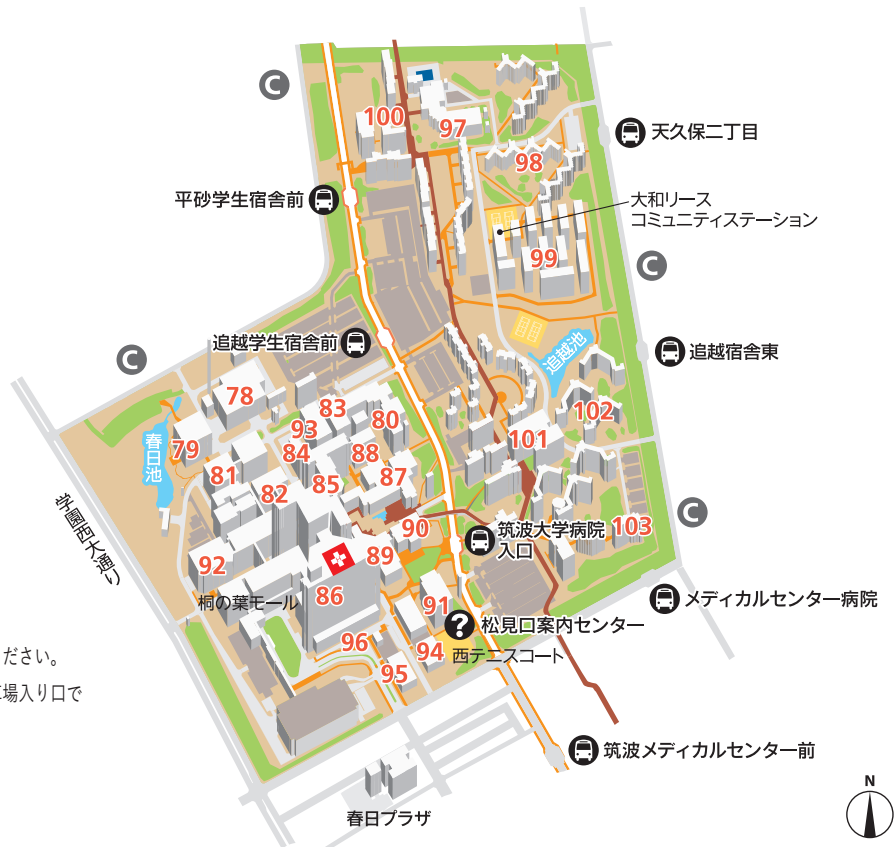 C
100
97
天久保二丁目
98
平砂学生宿舎前
大和リース
コミュニティステーション
99
C
追越学生宿舎前
追越池
追越宿舎東
C
78
83
80
102
93
79
春日池
84
88
101
81
85
87
82
学園西大通り
90
筑波大学病院
入口
103
C
92
89
86
桐の葉モール
91
メディカルセンター病院
?
松見口案内センター
96
94
西テニスコート
ださい。
95
場入り口で
筑波メディカルセンター前
春日プラザ
N